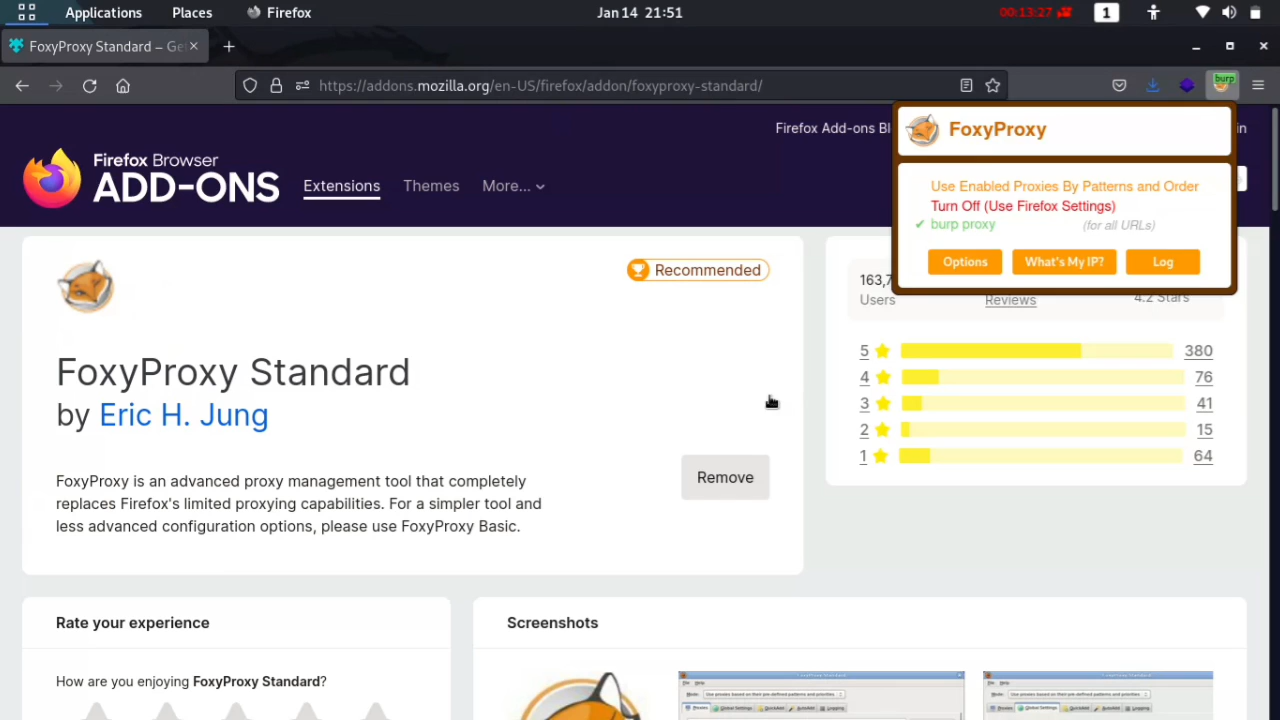 Applications Places Firefox Jan 14 21:51 00:13:27 1
FoxyProxy Standard – Ge
https://addons.mozilla.org/en-US/firefox/addon/foxyproxy-standard/
burp
FoxyProxy
Firefox Add-ons Bl
in
Firefox Browser
ADD-ONS
Extensions Themes More...
Use Enabled Proxies By Patterns and Order
Turn Off (Use Firefox Settings)
✔ burp proxy (for all URLs)
Options What's My IP? Log
Recommended
163,7
Users Reviews 4.2 Stars
FoxyProxy Standard
by Eric H. Jung
5 380
4 76
3 41
2 15
1 64
FoxyProxy is an advanced proxy management tool that completely
replaces Firefox's limited proxying capabilities. For a simpler tool and
less advanced configuration options, please use FoxyProxy Basic.
Remove
Rate your experience
Screenshots
How are you enjoying FoxyProxy Standard?